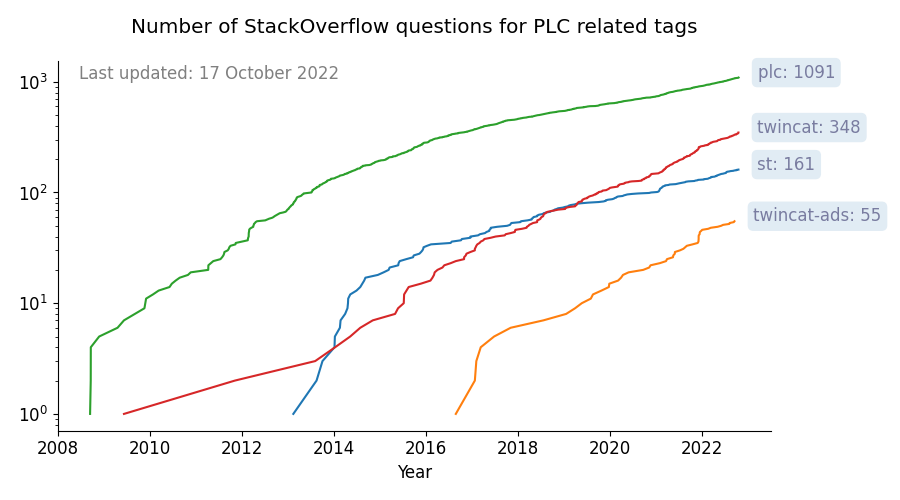 Number of StackOverflow questions for PLC related tags
Last updated: 17 October 2022
10³
10²
10¹
10⁰
plc: 1091
twincat: 348
st: 161
twincat-ads: 55
2008 2010 2012 2014 2016 2018 2020 2022
Year